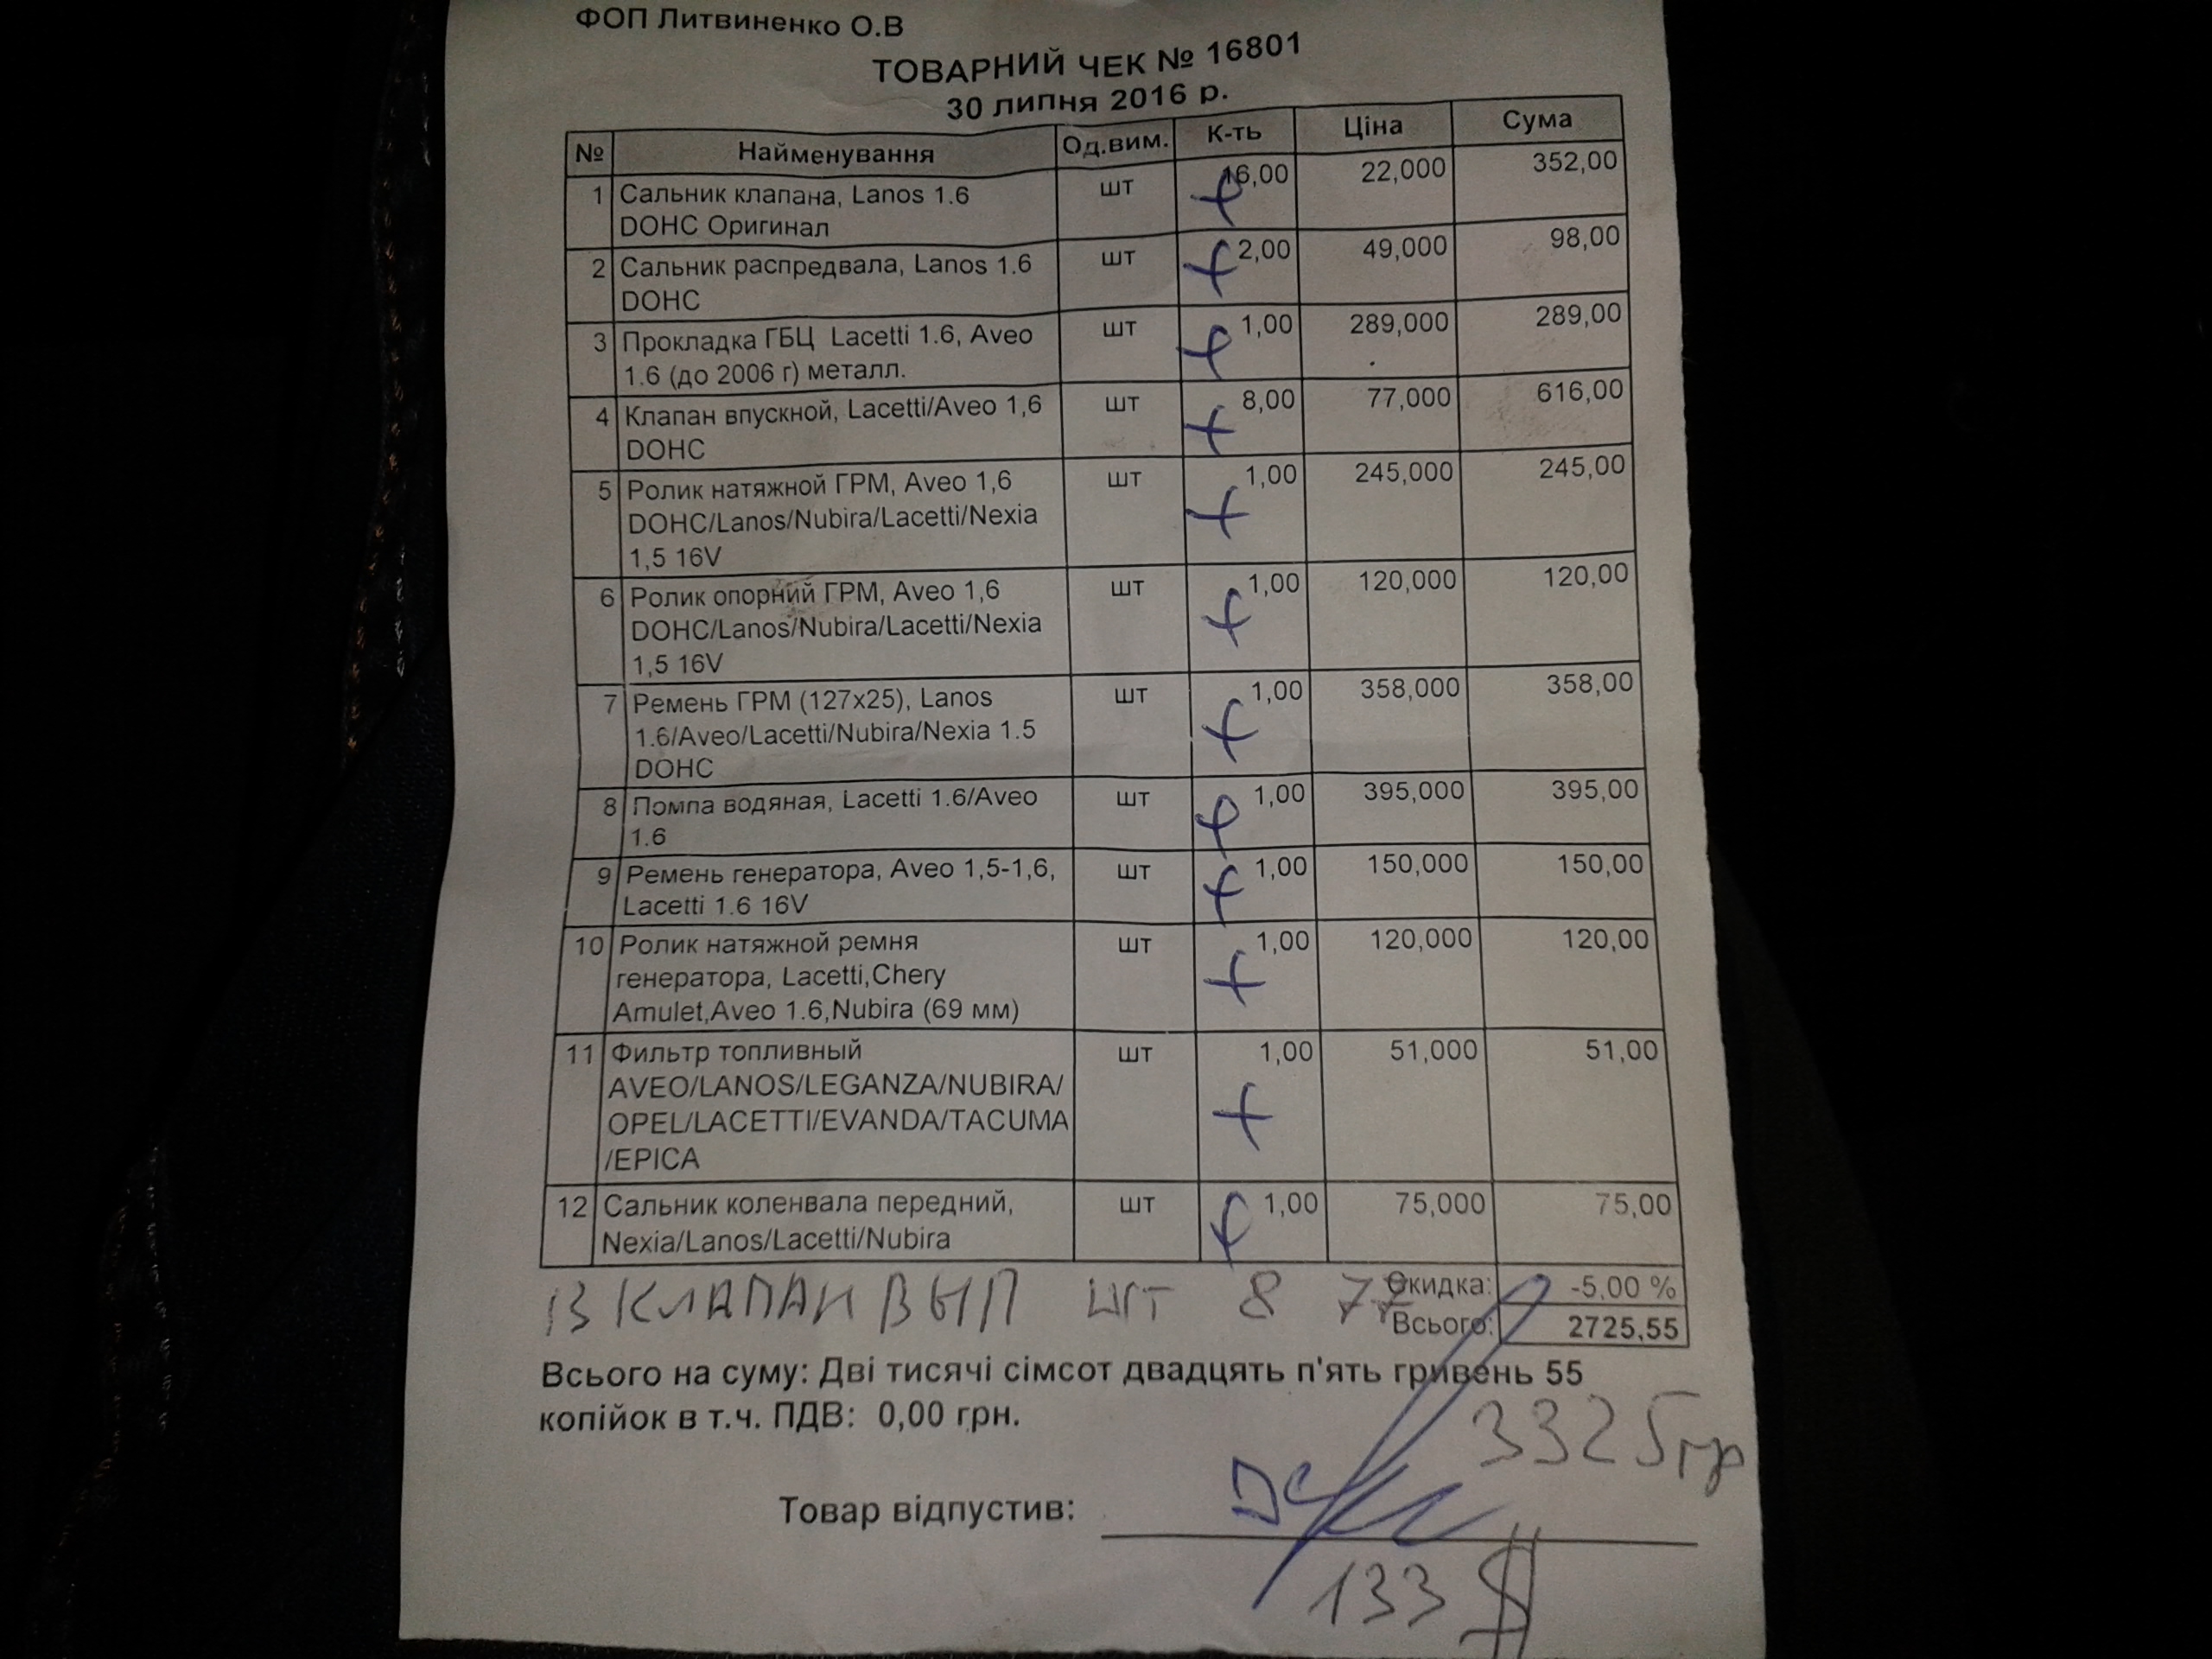 ФОП Литвиненко О.В
ТОВАРНИЙ ЧЕК № 16801
30 липня 2016 р.
№ Найменування Од.вим. К-ть Ціна Сума
1 Сальник клапана, Lanos 1.6 шт 16,00 22,000 352,00
DOHC Оригинал
2 Сальник распредвала, Lanos 1.6 шт 2,00 49,000 98,00
DOHC
3 Прокладка ГБЦ Lacetti 1.6, Aveo шт 1,00 289,000 289,00
1.6 (до 2006 г) металл.
4 Клапан впускной, Lacetti/Aveo 1,6 шт 8,00 77,000 616,00
DOHC
5 Ролик натяжной ГРМ, Aveo 1,6 шт 1,00 245,000 245,00
DOHC/Lanos/Nubira/Lacetti/Nexia
1,5 16V
6 Ролик опорний ГРМ, Aveo 1,6 шт 1,00 120,000 120,00
DOHC/Lanos/Nubira/Lacetti/Nexia
1,5 16V
7 Ремень ГРМ (127x25), Lanos шт 1,00 358,000 358,00
1.6/Aveo/Lacetti/Nubira/Nexia 1.5
DOHC
8 Помпа водяная, Lacetti 1.6/Aveo шт 1,00 395,000 395,00
1.6
9 Ремень генератора, Aveo 1,5-1,6, шт 1,00 150,000 150,00
Lacetti 1.6 16V
10 Ролик натяжной ремня шт 1,00 120,000 120,00
генератора, Lacetti,Chery
Amulet,Aveo 1.6,Nubira (69 мм)
11 Фильтр топливный шт 1,00 51,000 51,00
AVEO/LANOS/LEGANZA/NUBIRA/
OPEL/LACETTI/EVANDA/TACUMA
/EPICA
12 Сальник коленвала передний, шт 1,00 75,000 75,00
Nexia/Lanos/Lacetti/Nubira
Скидка: -5,00 %
13 КЛАПАН ВЫП ШТ 8 77
Всього: 2725,55
Всього на суму: Дві тисячі сімсот двадцять п'ять гривень 55
копійок в т.ч. ПДВ: 0,00 грн.
3325 гр
Товар відпустив:
133 $